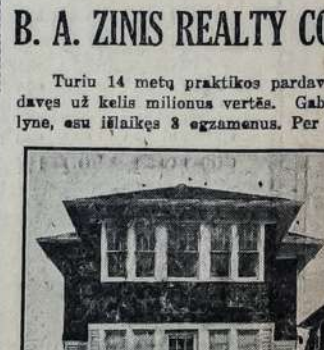 B. A. ZINIS REALTY CO
Turiu 14 metų praktikos pardav
davęs už kelis milionus vertės. Gab
lyne, esu išlaikęs 3 egzamenus. Per